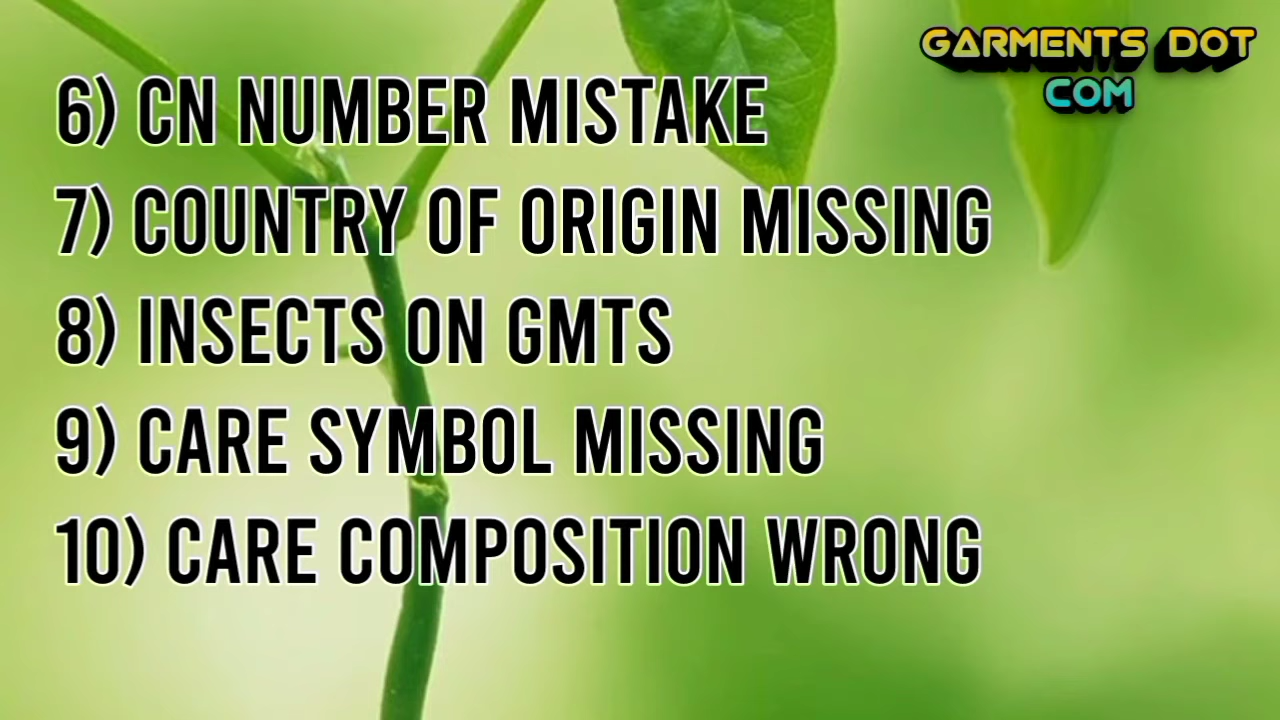 GARMENTS DOT
COM
6) CN NUMBER MISTAKE
7) COUNTRY OF ORIGIN MISSING
8) INSECTS ON GMTS
9) CARE SYMBOL MISSING
10) CARE COMPOSITION WRONG